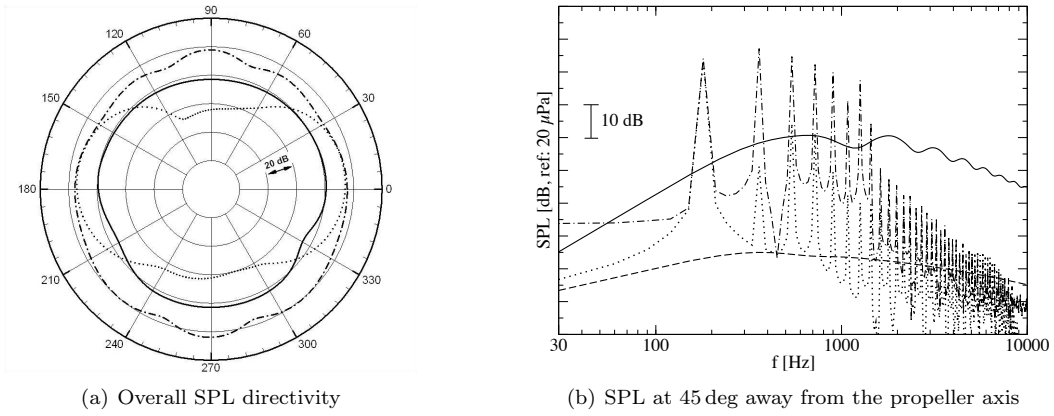 90
120
60
150
30
20 dB
180
0
210
330
240
300
270
(a) Overall SPL directivity
SPL [dB, ref: 20 μPa]
10 dB
30
100
1000
10000
f [Hz]
(b) SPL at 45 deg away from the propeller axis